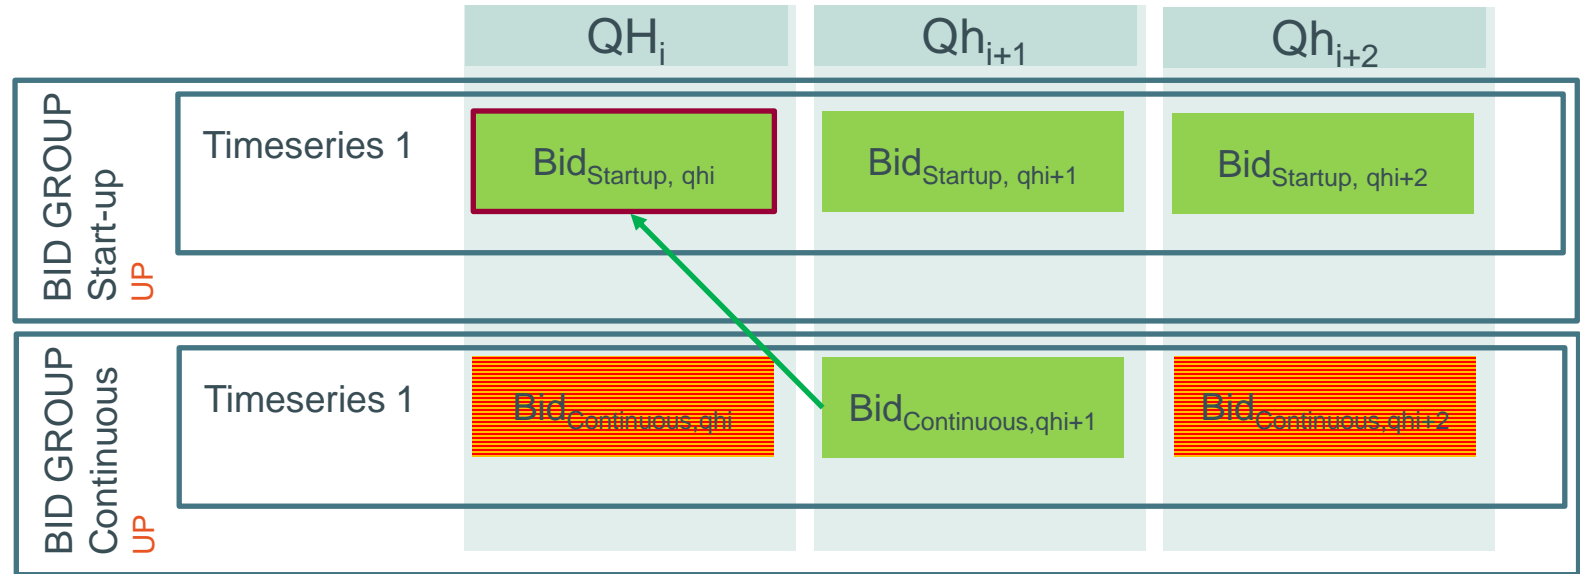 QHi
Qhi+1
Qhi+2
BID GROUP
Start-up
UP
Timeseries 1
BidStartup, qhi
BidStartup, qhi+1
BidStartup, qhi+2
BID GROUP
Continuous
UP
Timeseries 1
BidContinuous,qhi
BidContinuous,qhi+1
BidContinuous,qhi+2